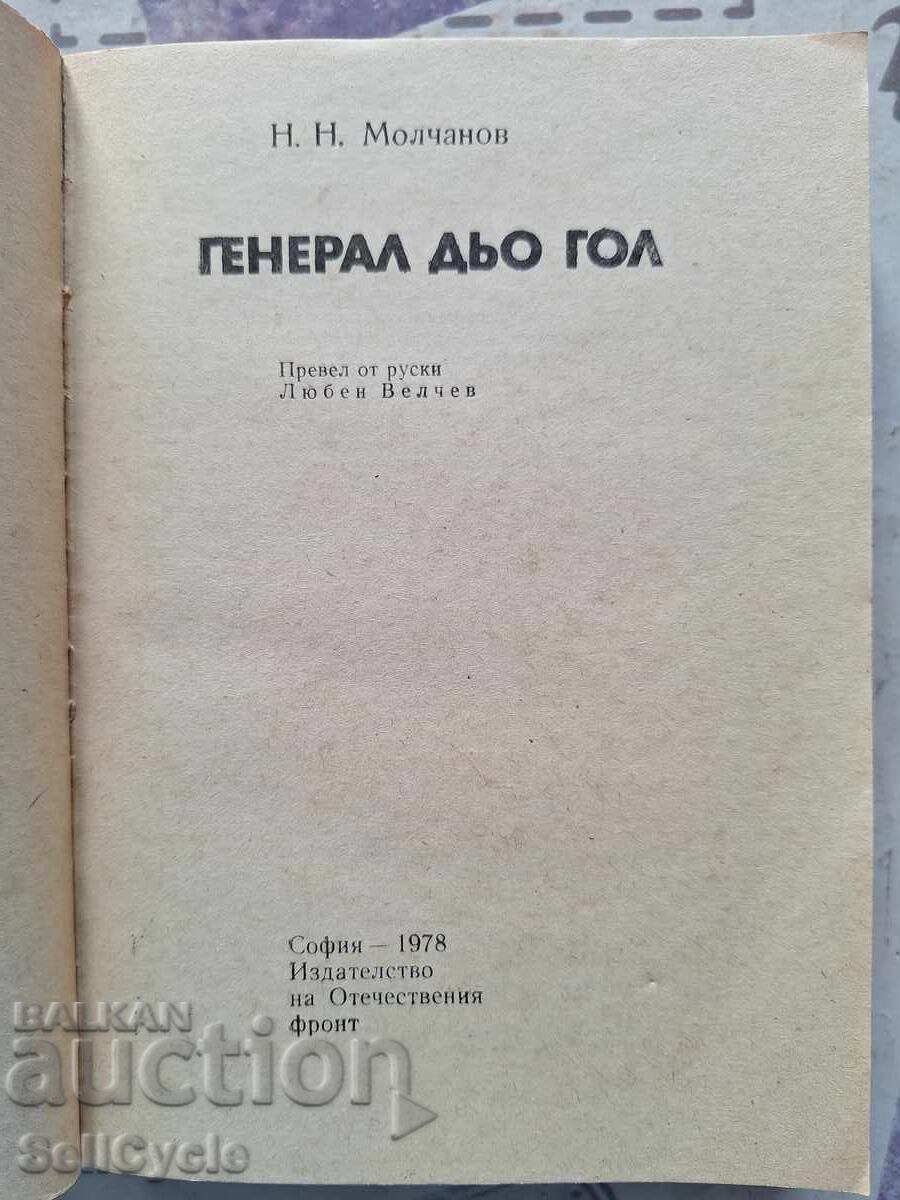 Н. Н. Молчанов
ГЕНЕРАЛ ДЬО ГОЛ
Превел от руски
Любен Велчев
София — 1978
Издателство
на Отечествения
фронт
BALKAN
auction
SellCycle